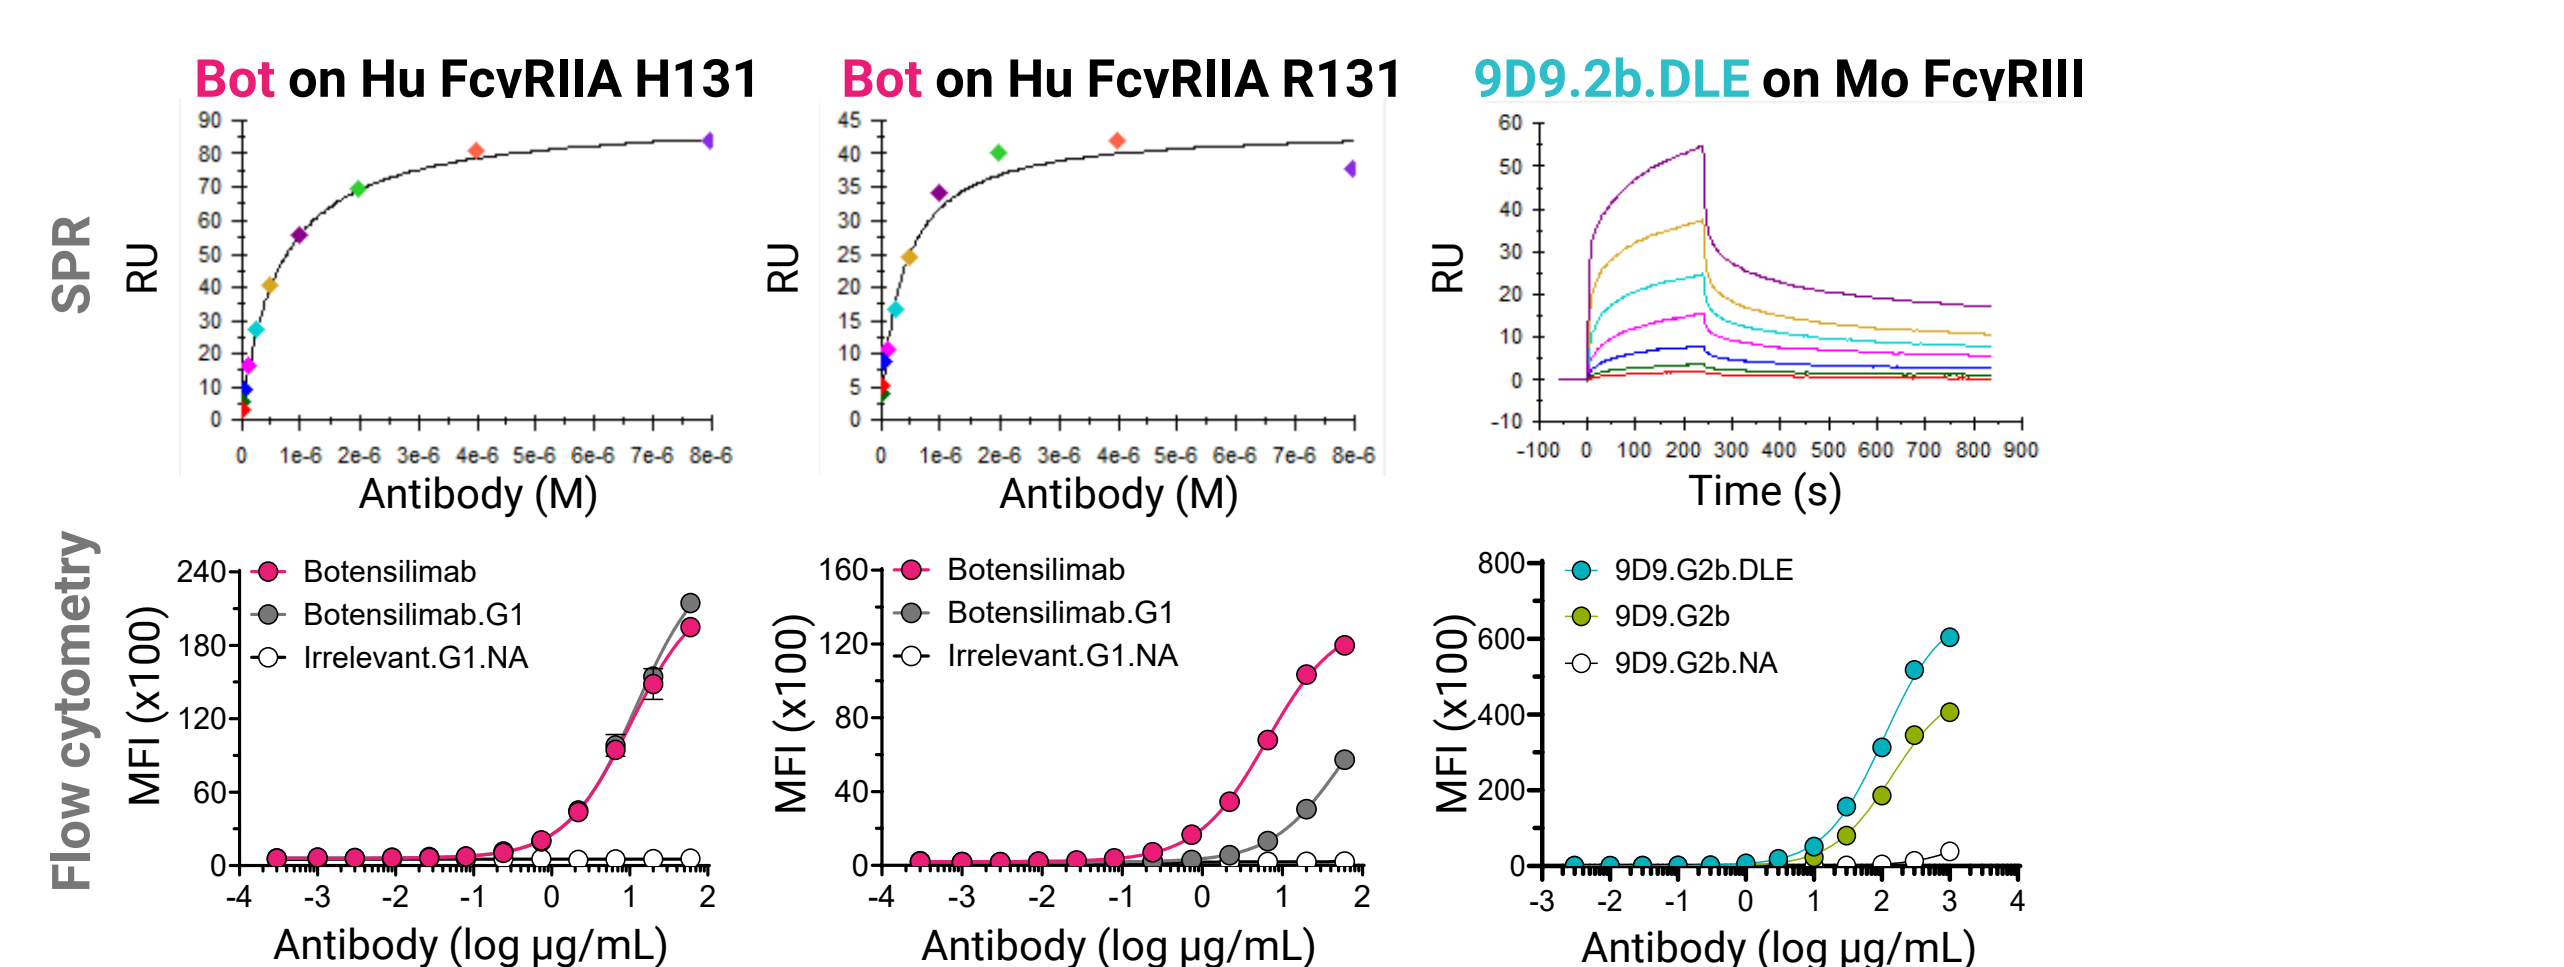 Bot on Hu FcγRIIA H131
Bot on Hu FcγRIIA R131
9D9.2b.DLE on Mo FcγRIII
SPR
RU
90
80
70
60
50
40
30
20
10
0
0 1e-6 2e-6 3e-6 4e-6 5e-6 6e-6 7e-6 8e-6
Antibody (M)
RU
45
40
35
30
25
20
15
10
5
0
0 1e-6 2e-6 3e-6 4e-6 5e-6 6e-6 7e-6 8e-6
Antibody (M)
RU
60
50
40
30
20
10
0
-10
-100 0 100 200 300 400 500 600 700 800 900
Time (s)
Flow cytometry
MFI (x100)
240
180
120
60
0
Botensilimab
Botensilimab.G1
Irrelevant.G1.NA
-4 -3 -2 -1 0 1 2
Antibody (log µg/mL)
MFI (x100)
160
120
80
40
0
Botensilimab
Botensilimab.G1
Irrelevant.G1.NA
-4 -3 -2 -1 0 1 2
Antibody (log µg/mL)
MFI (x100)
800
600
400
200
0
9D9.G2b.DLE
9D9.G2b
9D9.G2b.NA
-3 -2 -1 0 1 2 3 4
Antibody (log µg/mL)